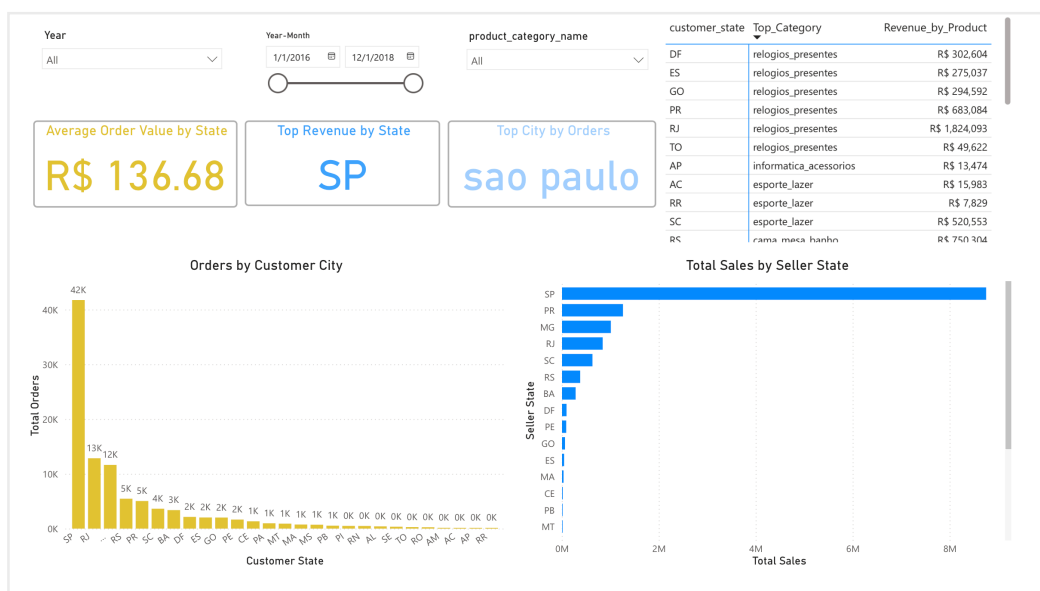 Year
All
Year-Month
1/1/2016
12/1/2018
product_category_name
All
customer_state Top_Category Revenue_by_Product
DF relogios_presentes R$ 302,604
ES relogios_presentes R$ 275,037
GO relogios_presentes R$ 294,592
PR relogios_presentes R$ 683,084
RJ relogios_presentes R$ 1,824,093
TO relogios_presentes R$ 49,622
AP informatica_acessorios R$ 13,474
AC esporte_lazer R$ 15,983
RR esporte_lazer R$ 7,829
SC esporte_lazer R$ 520,553
RS cama_mesa_banho R$ 750,304
Average Order Value by State
R$ 136.68
Top Revenue by State
SP
Top City by Orders
sao paulo
Orders by Customer City
Total Orders
40K
30K
20K
10K
0K
42K 13K 12K 5K 5K 4K 3K 2K 2K 2K 2K 1K 1K 1K 1K 1K 1K 0K 0K 0K 0K 0K 0K 0K 0K 0K 0K
SP RJ ... RS PR SC BA DF ES GO PE CE PA MT MA MS PB PI RN AL SE TO RO AM AC AP RR
Customer State
Total Sales by Seller State
Seller State
SP
PR
MG
RJ
SC
RS
BA
DF
PE
GO
ES
MA
CE
PB
MT
0M 2M 4M 6M 8M
Total Sales